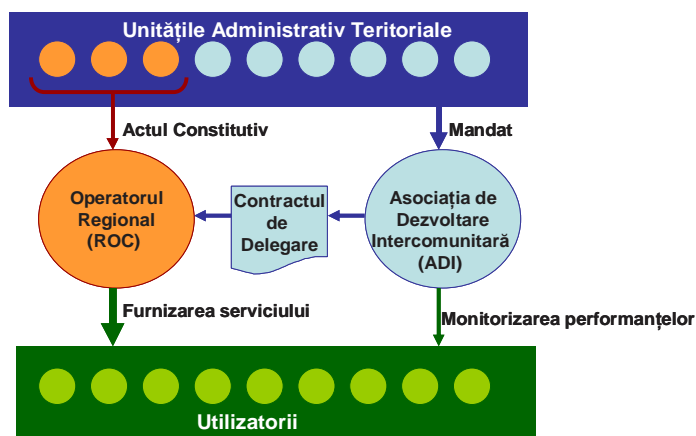 Unitățile Administrativ Teritoriale
Actul Constitutiv
Mandat
Operatorul
Regional
(ROC)
Contractul
de
Delegare
Asociația de
Dezvoltare
Intercomunitară
(ADI)
Furnizarea serviciului
Monitorizarea performanțelor
Utilizatorii